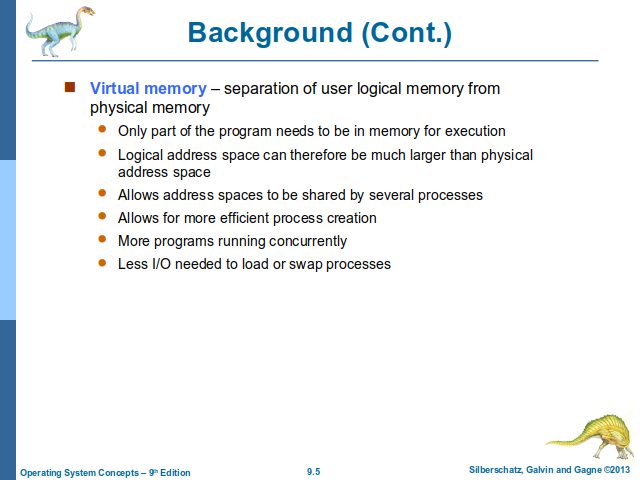 Background (Cont.)
Virtual memory – separation of user logical memory from
physical memory
Only part of the program needs to be in memory for execution
Logical address space can therefore be much larger than physical
address space
Allows address spaces to be shared by several processes
Allows for more efficient process creation
More programs running concurrently
Less I/O needed to load or swap processes
Operating System Concepts – 9th Edition
9.5
Silberschatz, Galvin and Gagne ©2013